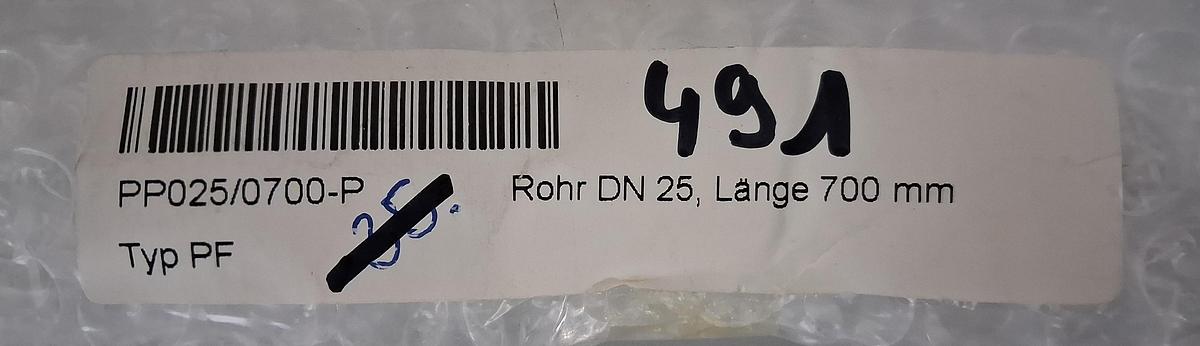 491
PP025/0700-P Rohr DN 25, Länge 700 mm
Typ PF